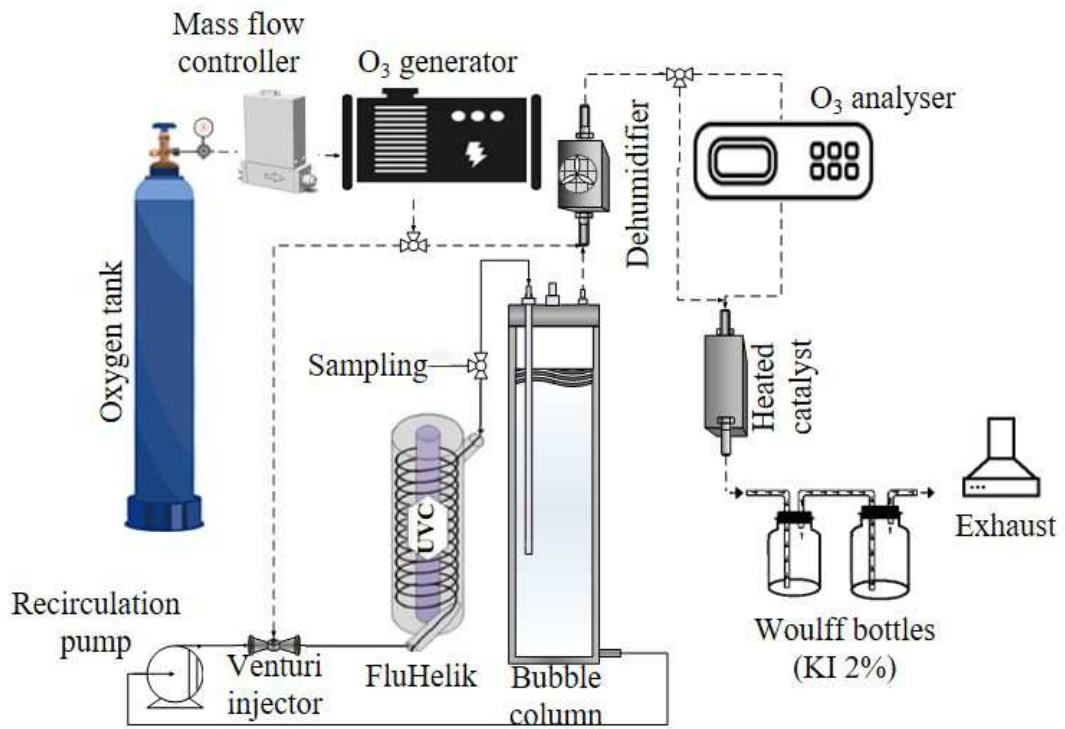 Mass flow
controller
O₃ generator
O₃ analyser
Dehumidifier
Oxygen tank
Sampling
Heated
catalyst
UVC
Exhaust
Recirculation
pump
Venturi
injector
FluHelik
Bubble
column
Woulff bottles
(KI 2%)